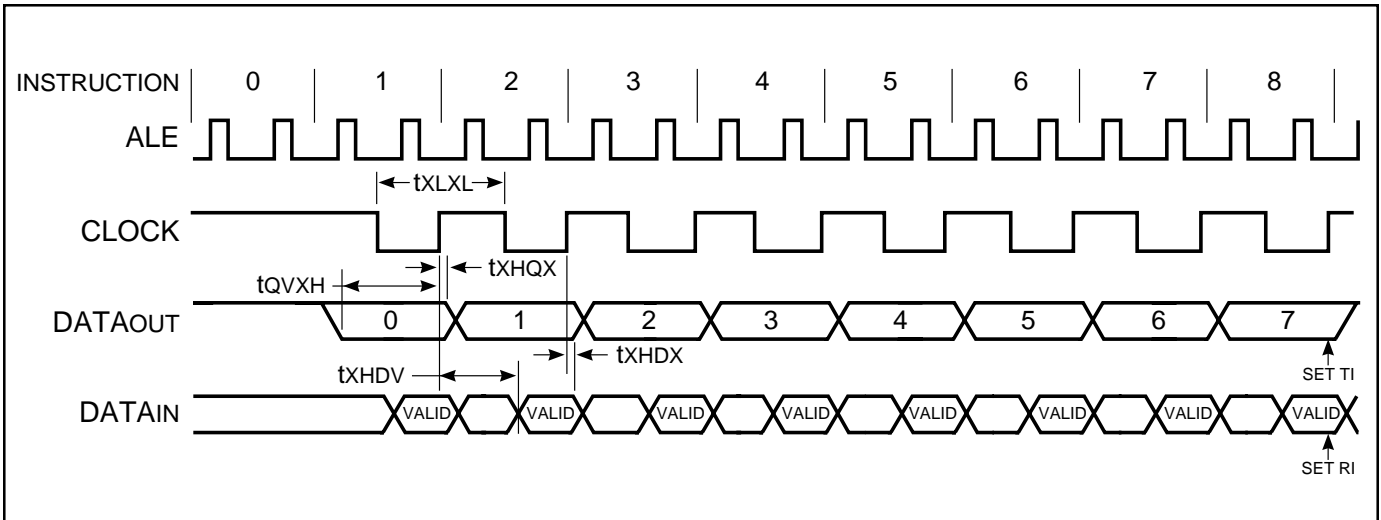 INSTRUCTION 0 1 2 3 4 5 6 7 8
ALE
tXLXL
CLOCK
tXHQX
tQVXH
DATAOUT 0 1 2 3 4 5 6 7
tXHDX
tXHDV
SET TI
DATAIN VALID VALID VALID VALID VALID VALID VALID VALID
SET RI